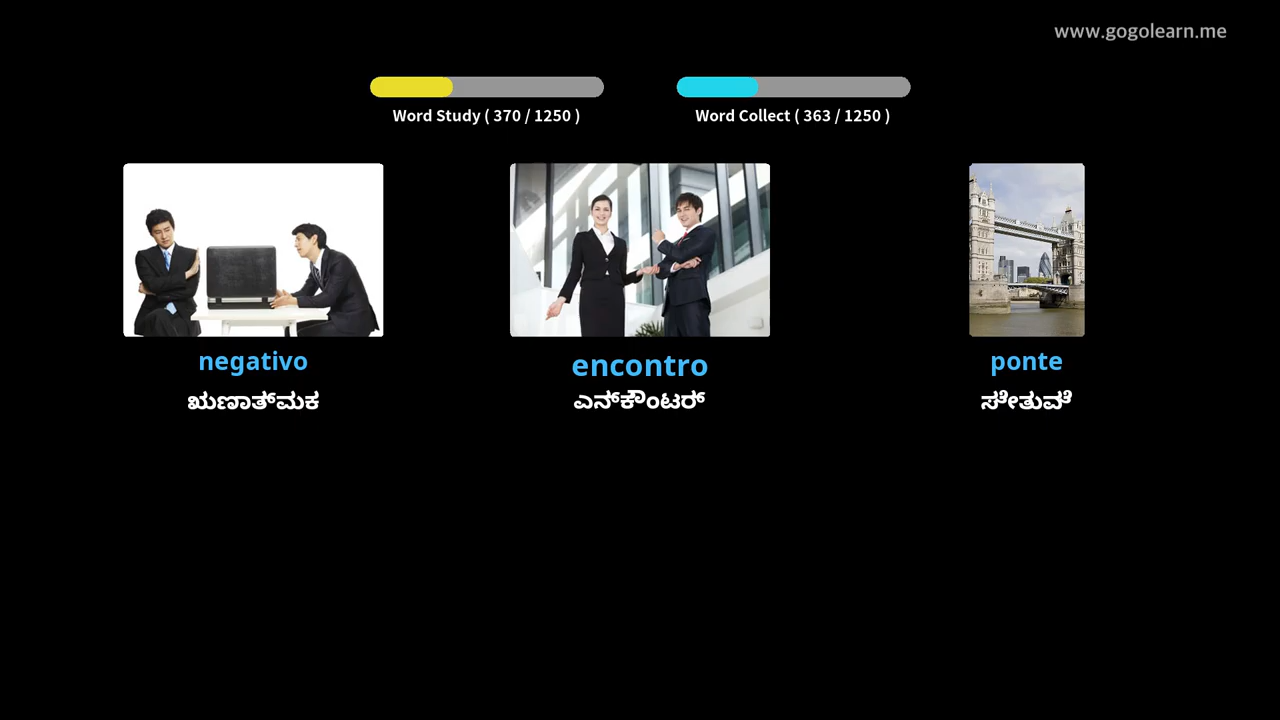 www.gogolearn.me
Word Study ( 370 / 1250 )
Word Collect ( 363 / 1250 )
negativo
encontro
ponte
ಋಣಾತ್ಮಕ
ಎನ್ಕೌಂಟರ್
ಸೇತುವೆ